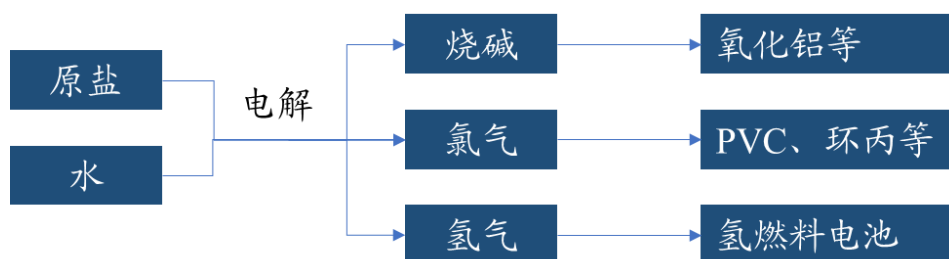 原盐
水
电解
烧碱
氯气
氢气
氧化铝等
PVC、环丙等
氢燃料电池